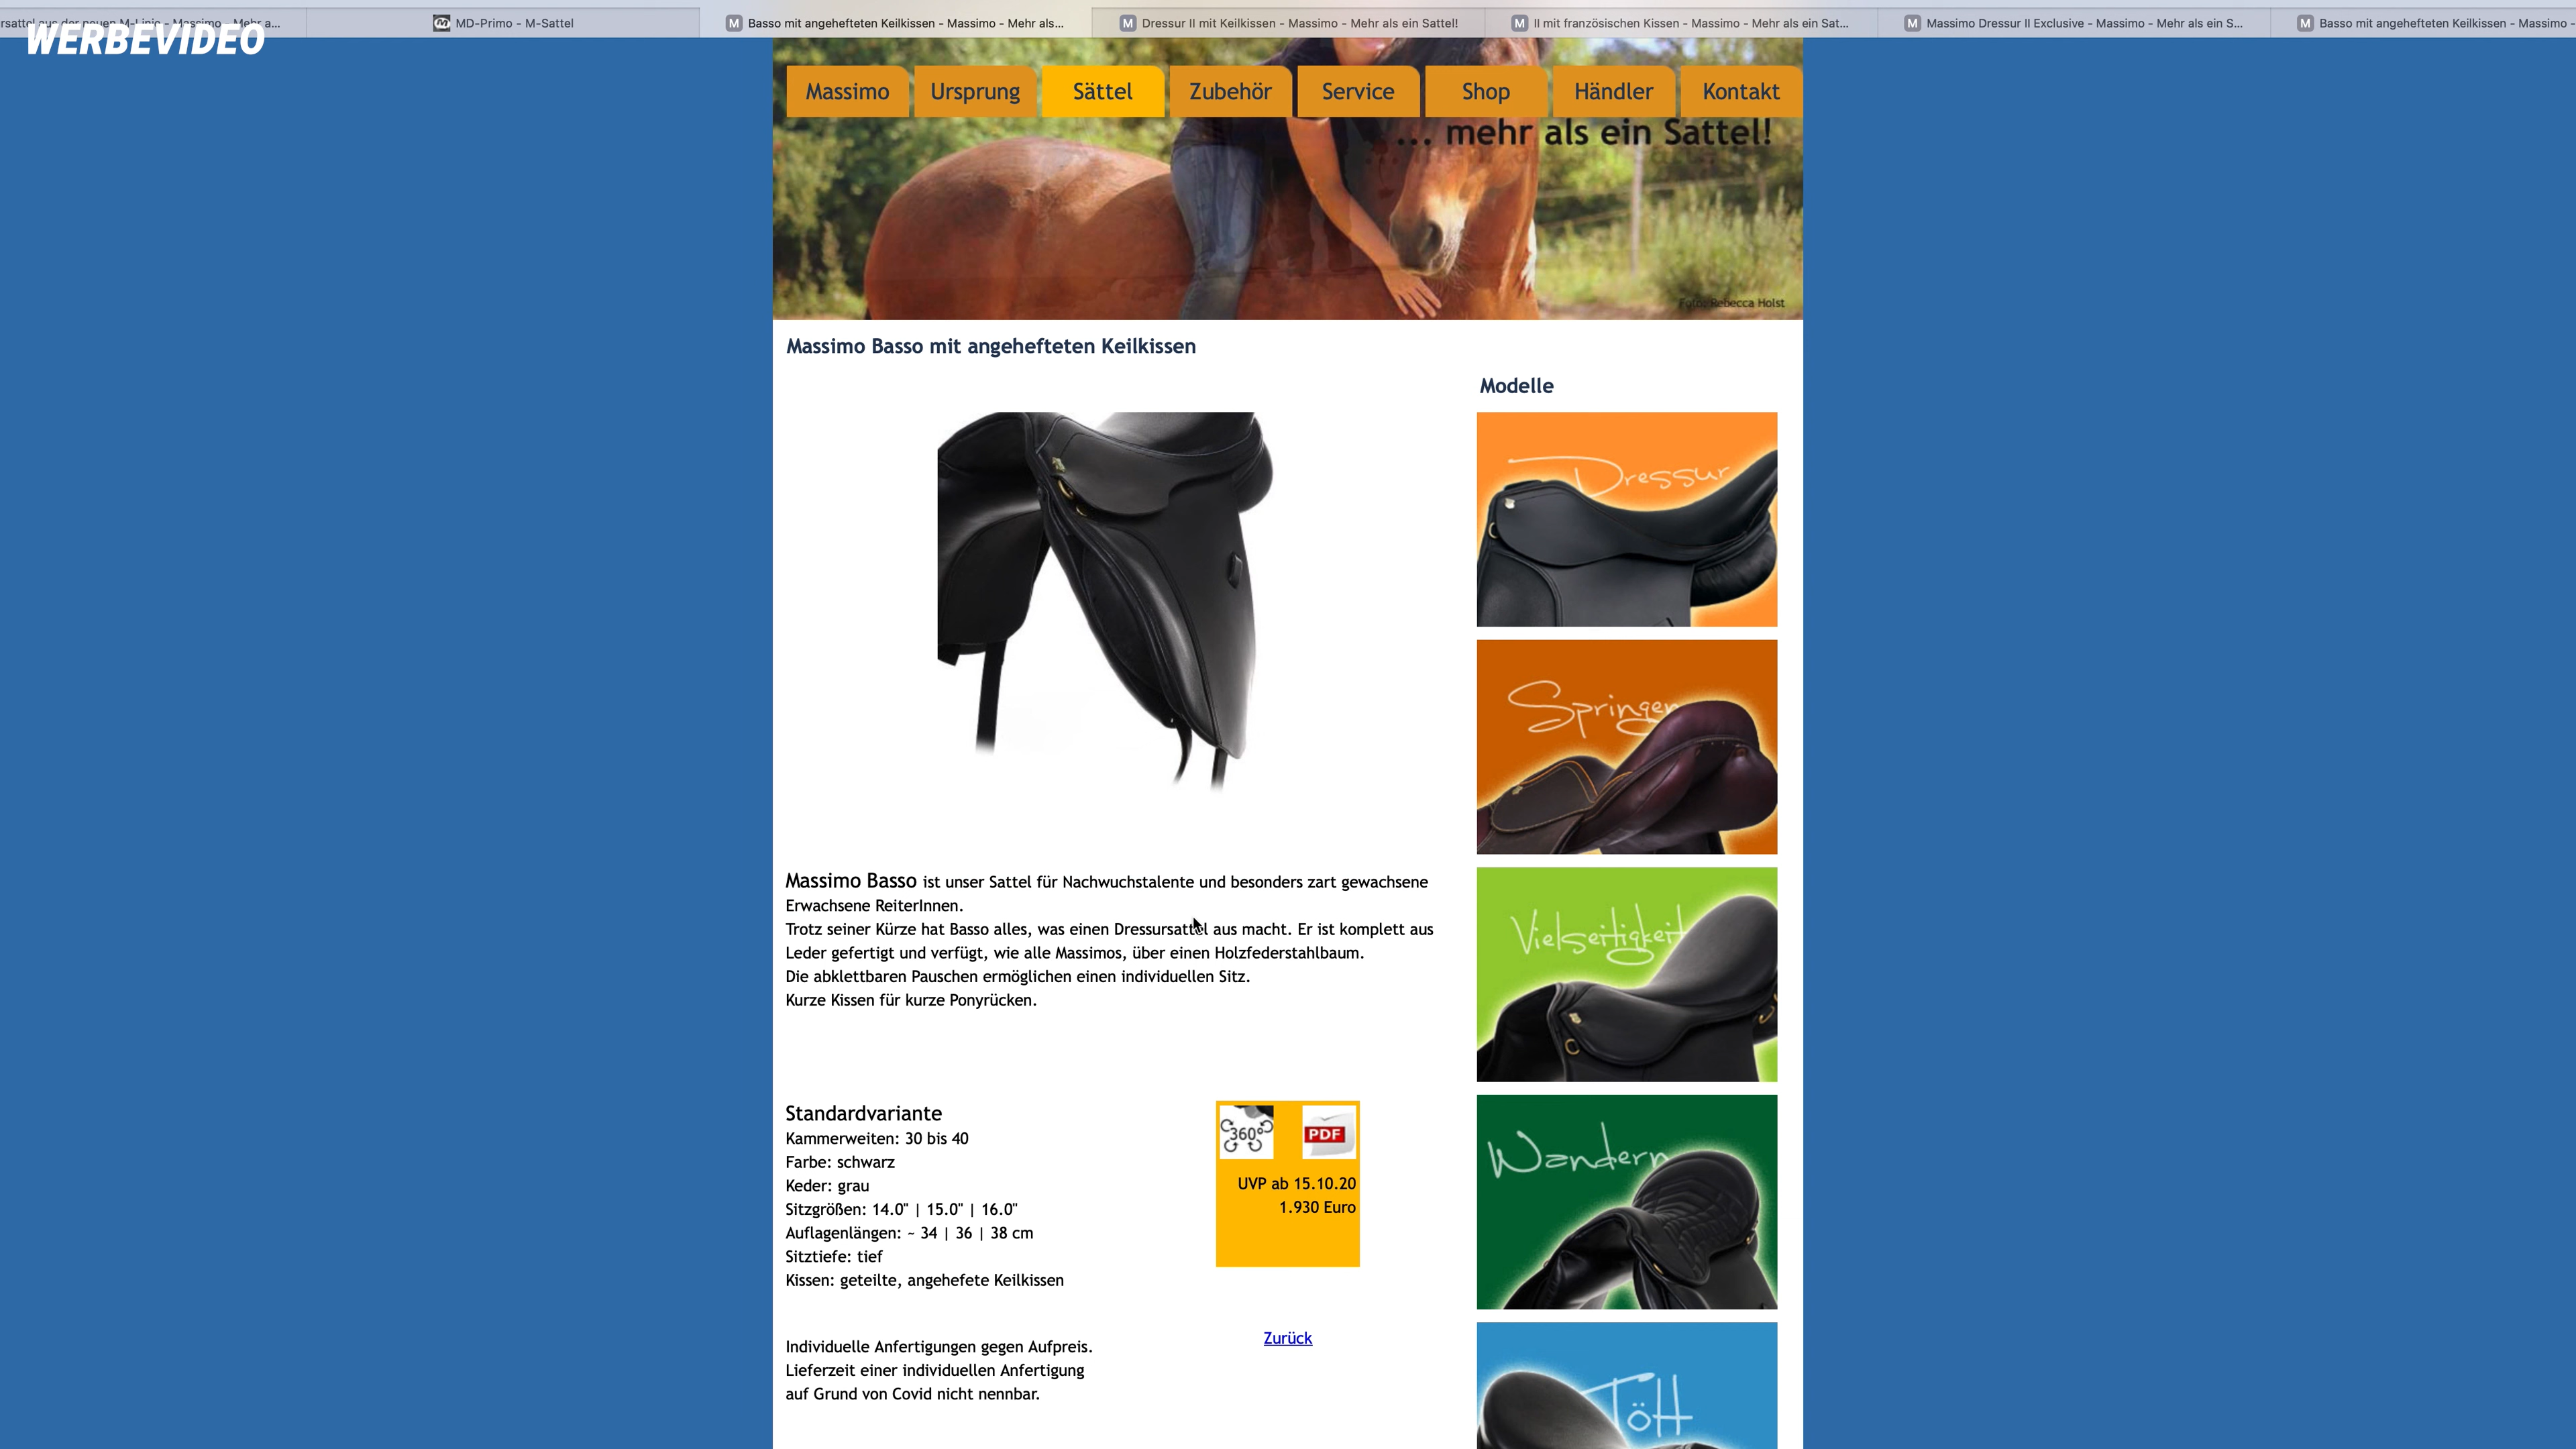 rsattel aus der neuen M-Linie - Massimo - Mehr a...
MD-Primo - M-Sattel
Basso mit angehefteten Keilkissen - Massimo - Mehr als...
Dressur II mit Keilkissen - Massimo - Mehr als ein Sattel!
II mit französischen Kissen - Massimo - Mehr als ein Sat...
Massimo Dressur II Exclusive - Massimo - Mehr als ein S...
Basso mit angehefteten Keilkissen - Massimo -
WERBEVIDEO
Massimo
Ursprung
Sättel
Zubehör
Service
Shop
Händler
Kontakt
... mehr als ein Sattel!
Foto: Rebecca Holst
Massimo Basso mit angehefteten Keilkissen
Modelle
Dressur
Springen
Vielseitigkeit
Wandern
Tölt
Massimo Basso ist unser Sattel für Nachwuchstalente und besonders zart gewachsene
Erwachsene ReiterInnen.
Trotz seiner Kürze hat Basso alles, was einen Dressursattel aus macht. Er ist komplett aus
Leder gefertigt und verfügt, wie alle Massimos, über einen Holzfederstahlbaum.
Die abklettbaren Pauschen ermöglichen einen individuellen Sitz.
Kurze Kissen für kurze Ponyrücken.
Standardvariante
Kammerweiten: 30 bis 40
Farbe: schwarz
Keder: grau
Sitzgrößen: 14.0" | 15.0" | 16.0"
Auflagenlängen: ~ 34 | 36 | 38 cm
Sitztiefe: tief
Kissen: geteilte, angehefete Keilkissen
360°
PDF
UVP ab 15.10.20
1.930 Euro
Zurück
Individuelle Anfertigungen gegen Aufpreis.
Lieferzeit einer individuellen Anfertigung
auf Grund von Covid nicht nennbar.